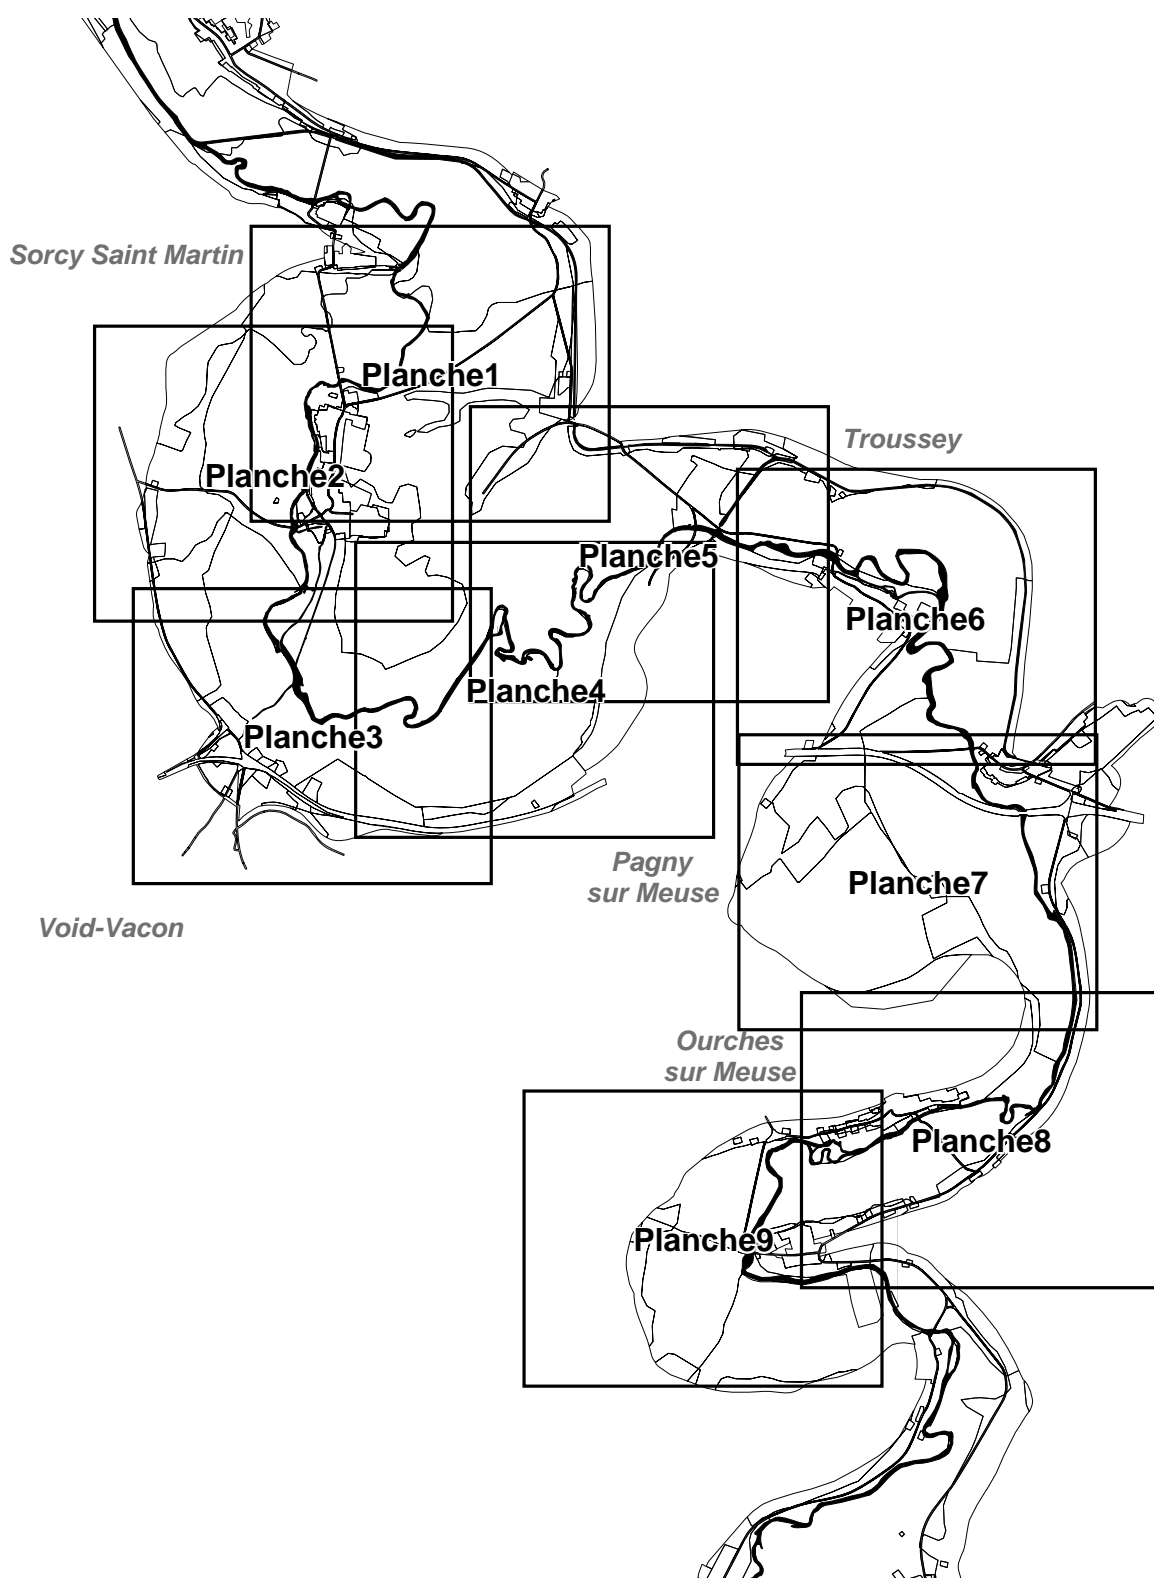 Sorcy Saint Martin
Planche1
Troussey
Planche2
Planche5
Planche6
Planche4
Planche3
Pagny
sur Meuse
Planche7
Void-Vacon
Ourches
sur Meuse
Planche8
Planche9